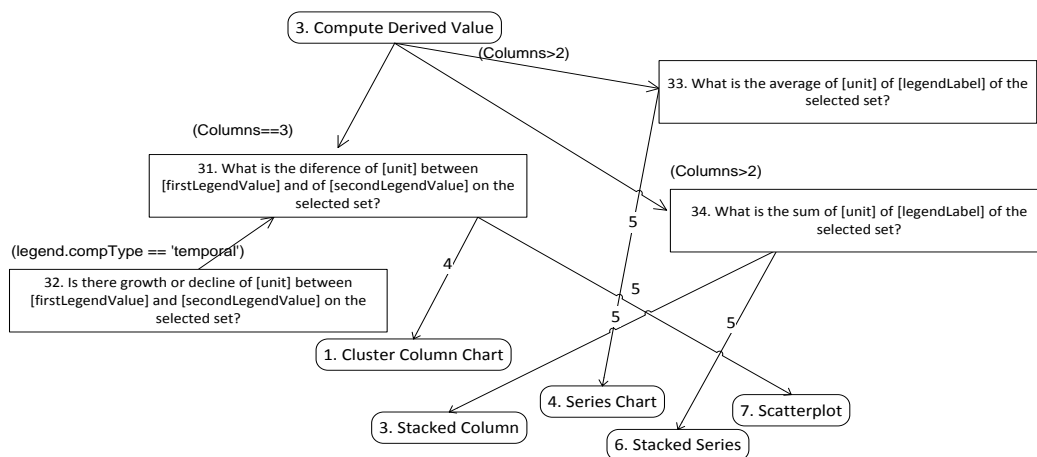 3. Compute Derived Value
(Columns>2)
33. What is the average of [unit] of [legendLabel] of the
selected set?
(Columns==3)
31. What is the diference of [unit] between
[firstLegendValue] and of [secondLegendValue] on the
selected set?
(Columns>2)
34. What is the sum of [unit] of [legendLabel] of the
selected set?
5
(legend.compType == 'temporal')
32. Is there growth or decline of [unit] between
[firstLegendValue] and [secondLegendValue] on the
selected set?
4
5
5
5
1. Cluster Column Chart
4. Series Chart
7. Scatterplot
3. Stacked Column
6. Stacked Series